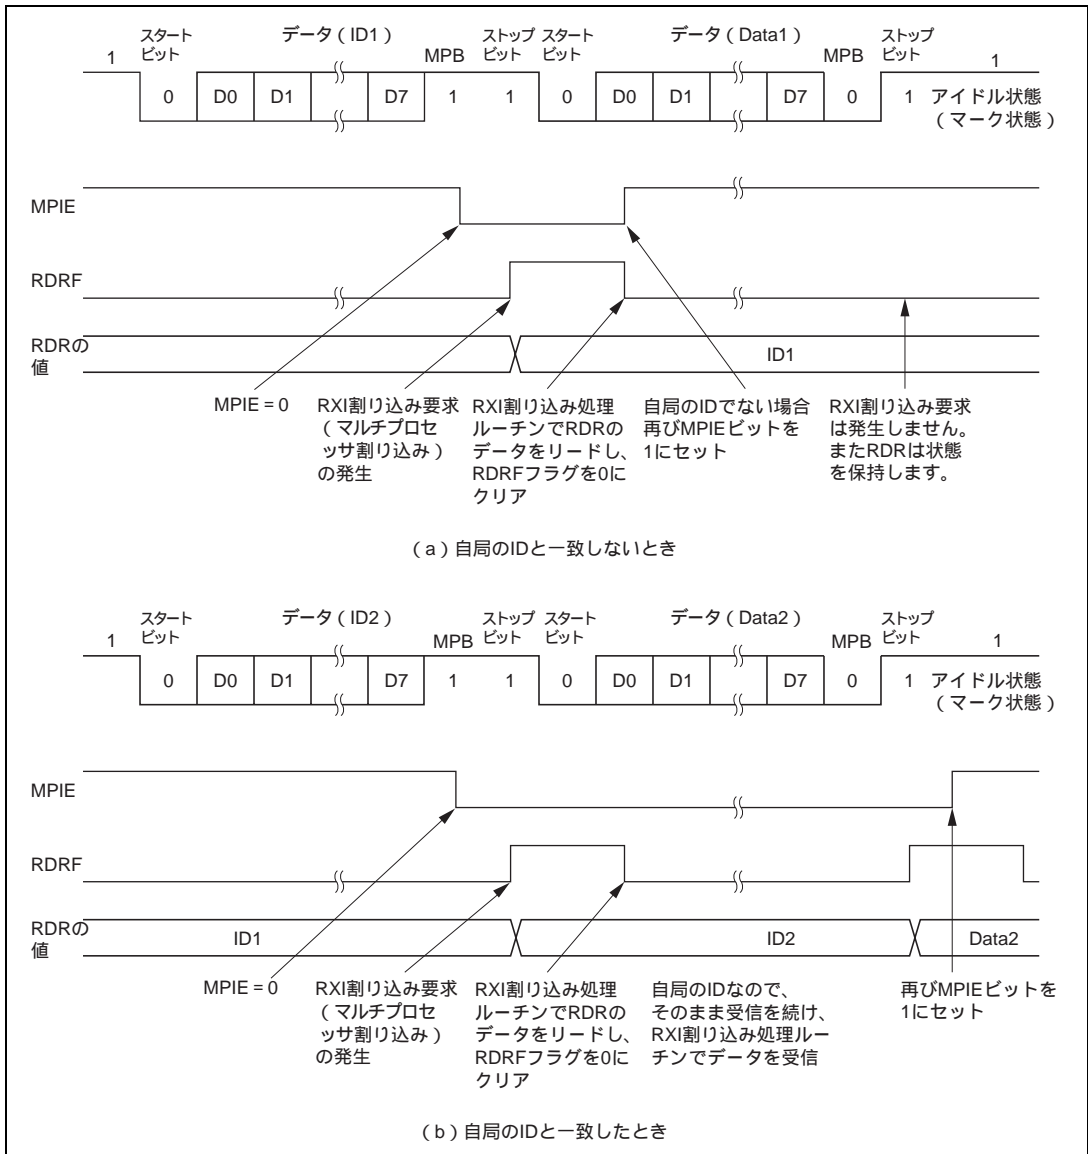 スタート
ビット
データ（ID1）
ストップ
ビット
スタート
ビット
データ（Data1）
ストップ
ビット
1
MPB
MPB
1
0 D0 D1 D7 1 1 0 D0 D1 D7 0 1 アイドル状態
（マーク状態）
MPIE
RDRF
RDRの
値
ID1
MPIE = 0
RXI割り込み要求
（マルチプロセ
ッサ割り込み）
の発生
RXI割り込み処理
ルーチンでRDRの
データをリードし、
RDRFフラグを0に
クリア
自局のIDでない場合
再びMPIEビットを
1にセット
RXI割り込み要求
は発生しません。
またRDRは状態
を保持します。
（a）自局のIDと一致しないとき
スタート
ビット
データ（ID2）
ストップ
ビット
スタート
ビット
データ（Data2）
ストップ
ビット
1
MPB
MPB
1
0 D0 D1 D7 1 1 0 D0 D1 D7 0 1 アイドル状態
（マーク状態）
MPIE
RDRF
RDRの
値
ID1
ID2
Data2
MPIE = 0
RXI割り込み要求
（マルチプロセ
ッサ割り込み）
の発生
RXI割り込み処理
ルーチンでRDRの
データをリードし、
RDRFフラグを0に
クリア
自局のIDなので、
そのまま受信を続け、
RXI割り込み処理ルー
チンでデータを受信
再びMPIEビットを
1にセット
（b）自局のIDと一致したとき